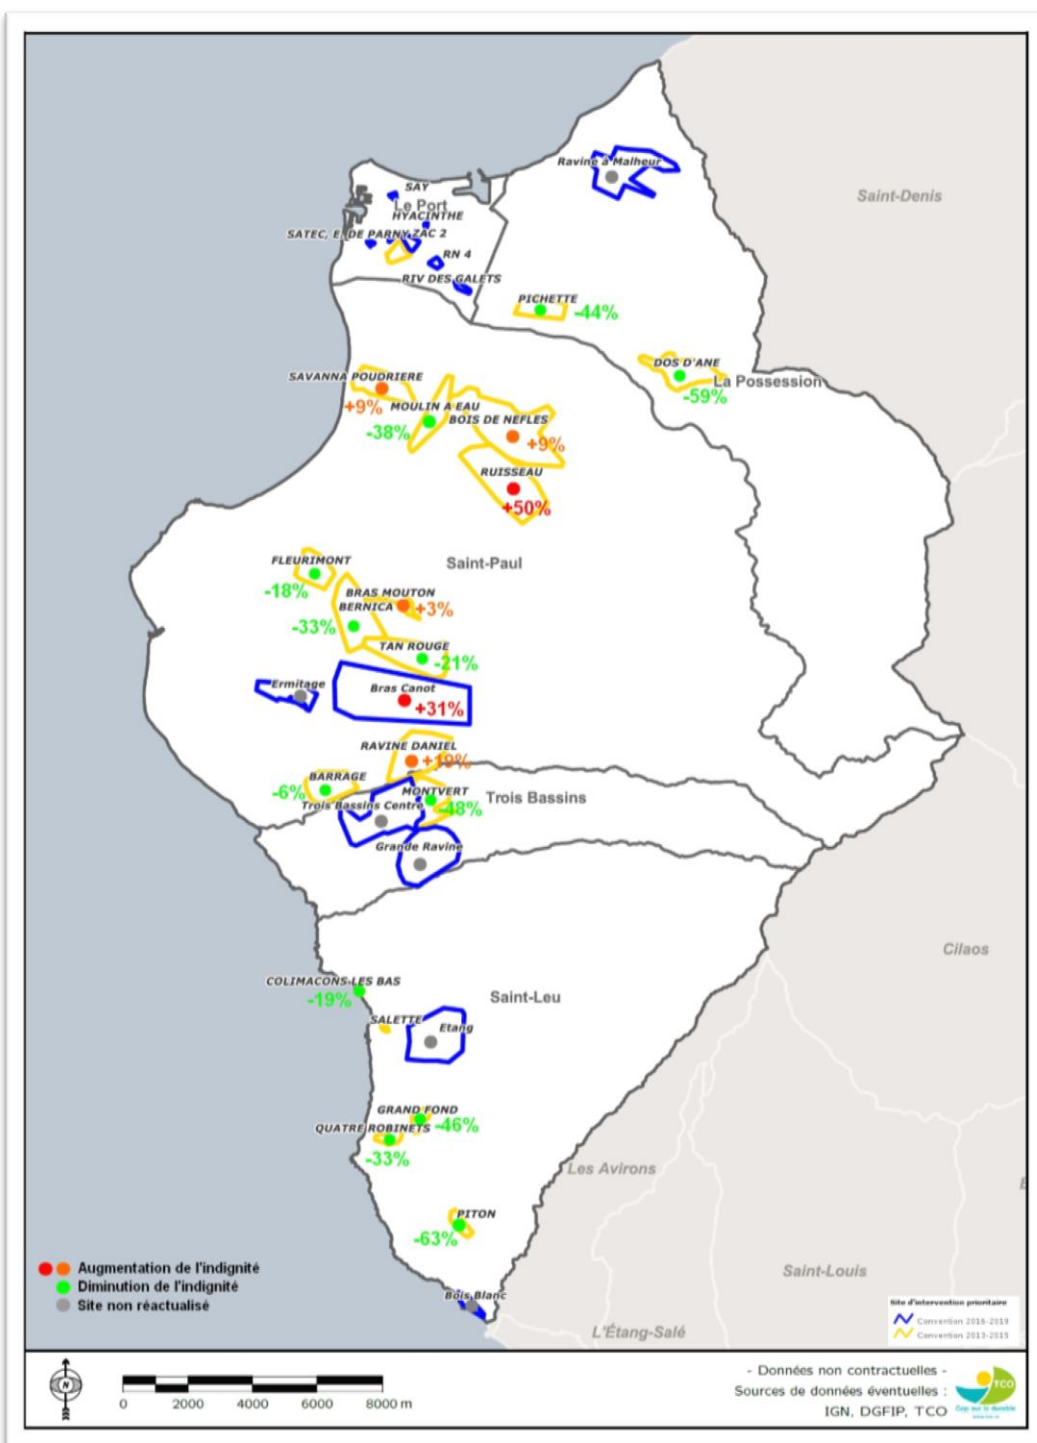 Ravine à Malheur
Saint-Denis
SAY
Le Port
HYACINTHE
SATEC, E. DE PARNY ZAC 2
RN 4
RIV DES GALETS
PICHETTE
-44%
DOS D'ANE
La Possession
-59%
SAVANNA POUDRIERE
+9%
MOULIN A EAU
-38%
BOIS DE NEFLES
+9%
RUISSEAU
+50%
Saint-Paul
FLEURIMONT
-18%
BRAS MOUTON
+3%
BERNICA
-33%
TAN ROUGE
-21%
Ermitage
Bras Canot
+31%
RAVINE DANIEL
+19%
BARRAGE
-6%
MONTVERT
-48%
Trois Bassins
Trois Bassins Centre
Grande Ravine
Cilaos
COLIMACONS LES BAS
-19%
Saint-Leu
SALETTE
Etang
GRAND FOND
-46%
QUATRE ROBINETS
-33%
Les Avirons
PITON
-63%
Saint-Louis
Bois Blanc
L'Étang-Salé
Augmentation de l'indignité
Diminution de l'indignité
Site non réactualisé
Site d'intervention prioritaire
Convention 2016-2019
Convention 2013-2015
N
0 2000 4000 6000 8000 m
- Données non contractuelles -
Sources de données éventuelles :
IGN, DGFIP, TCO
TCO
Cap sur le durable